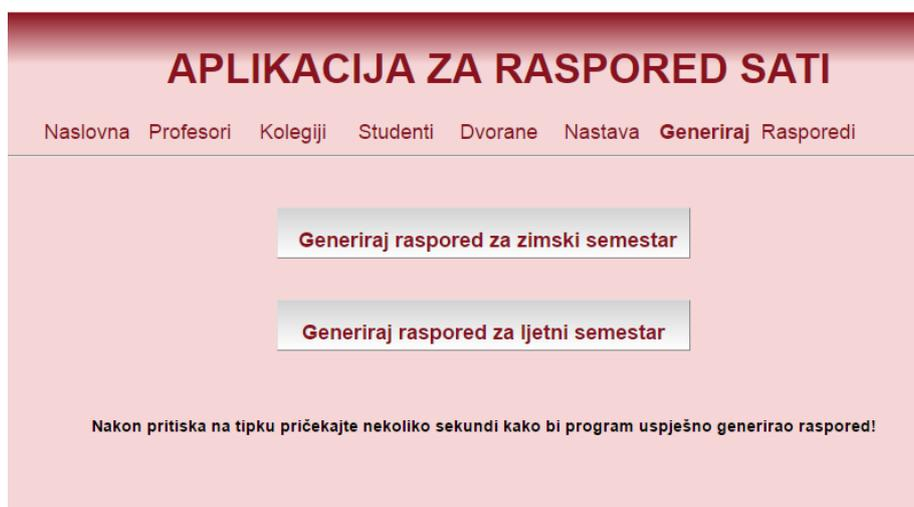 APLIKACIJA ZA RASPORED SATI
Naslovna Profesori Kolegiji Studenti Dvorane Nastava Generiraj Rasporedi
Generiraj raspored za zimski semestar
Generiraj raspored za ljetni semestar
Nakon pritiska na tipku pričekajte nekoliko sekundi kako bi program uspješno generirao raspored!